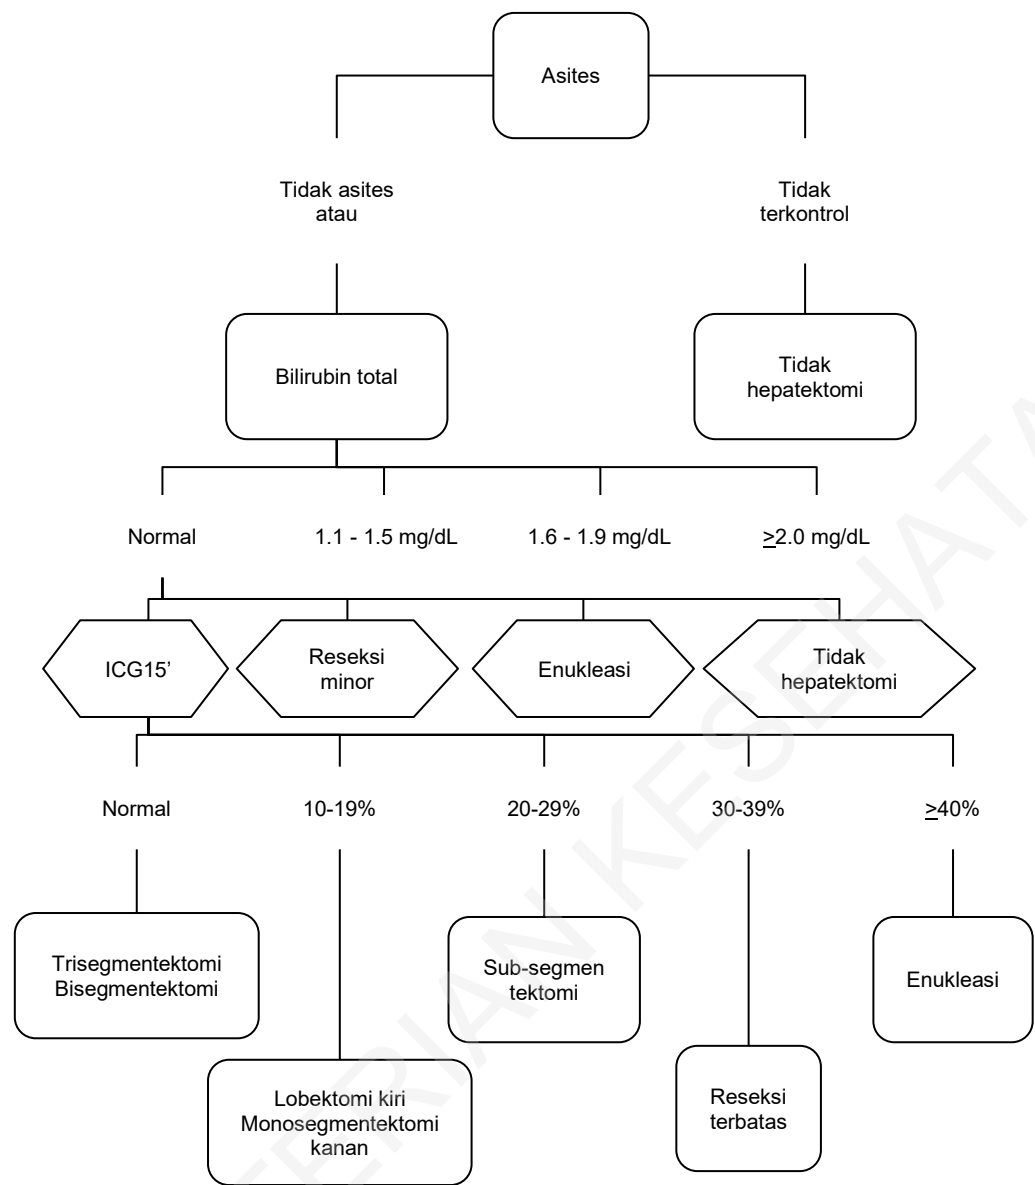 Asites
Tidak asites
atau
Tidak
terkontrol
Bilirubin total
Tidak
hepatektomi
Normal
1.1 - 1.5 mg/dL
1.6 - 1.9 mg/dL
≥2.0 mg/dL
ICG15’
Reseksi
minor
Enukleasi
Tidak
hepatektomi
Normal
10-19%
20-29%
30-39%
≥40%
Trisegmentektomi
Bisegmentektomi
Sub-segmen
tektomi
Enukleasi
Lobektomi kiri
Monosegmentektomi
kanan
Reseksi
terbatas
TERIAN KESEHATA